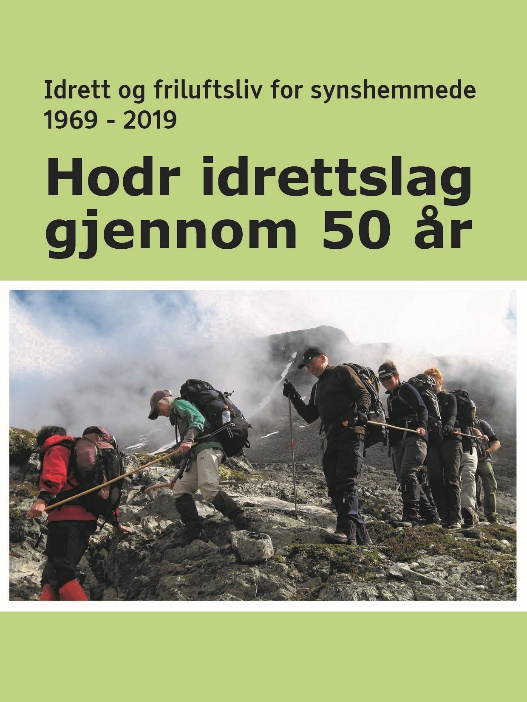 Idrett og friluftsliv for synshemmede
1969 - 2019
Hodr idrettslag
gjennom 50 år